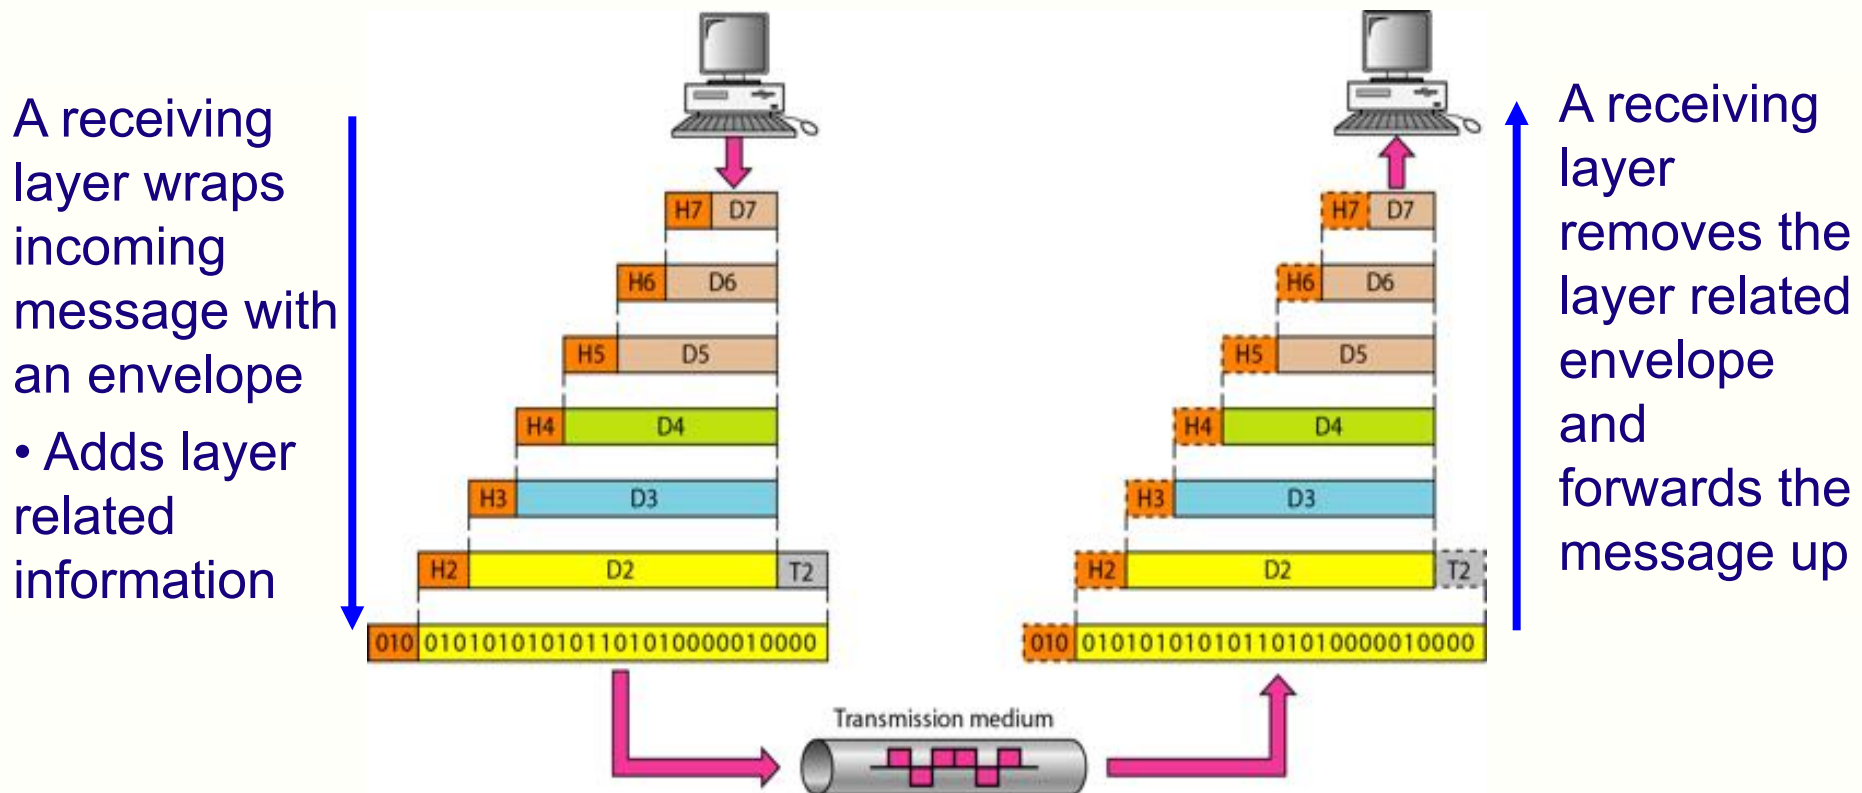 A receiving
layer wraps
incoming
message with
an envelope
• Adds layer
related
information
H7 D7
H6 D6
H5 D5
H4 D4
H3 D3
H2 D2 T2
010 010101010101101010000010000
H7 D7
H6 D6
H5 D5
H4 D4
H3 D3
H2 D2 T2
010 010101010101101010000010000
Transmission medium
A receiving
layer
removes the
layer related
envelope
and
forwards the
message up